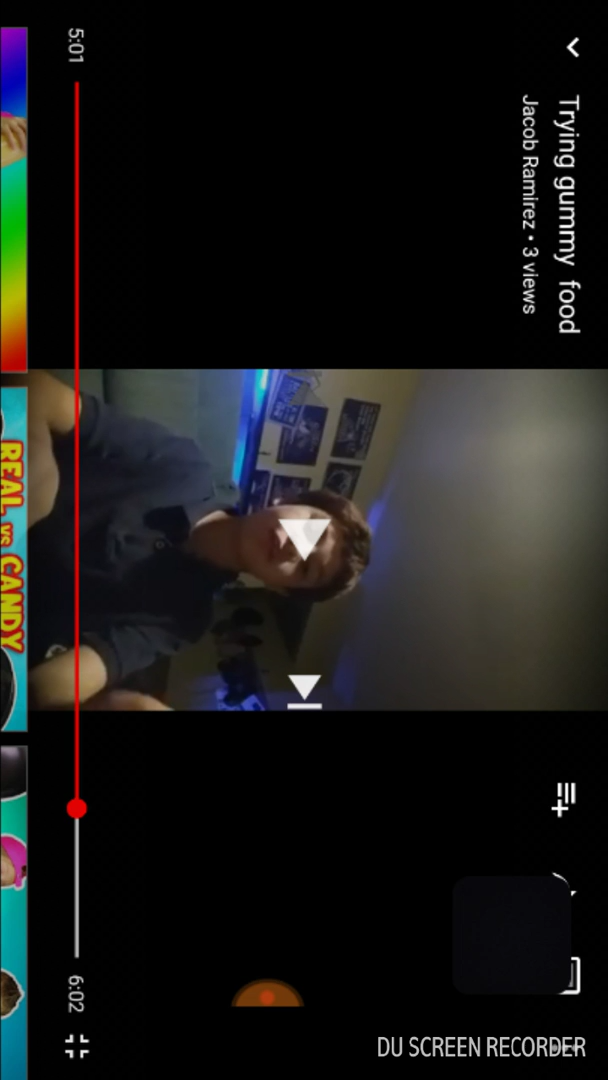 Trying gummy food
Jacob Ramirez • 3 views
5:01
6:02
REAL VS CANDY
DU SCREEN RECORDER